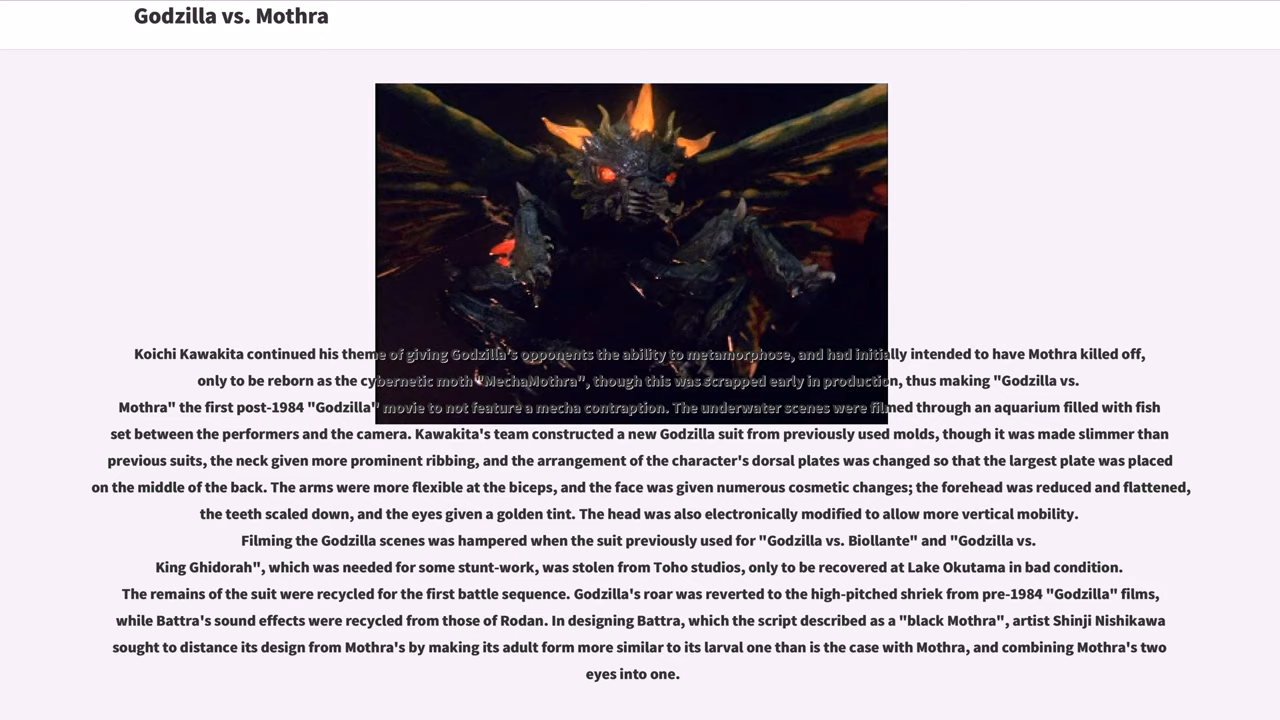 Godzilla vs. Mothra
Koichi Kawakita continued his theme of giving Godzilla's opponents the ability to metamorphose, and had initially intended to have Mothra killed off,
only to be reborn as the cybernetic moth "MechaMothra", though this was scrapped early in production, thus making "Godzilla vs.
Mothra" the first post-1984 "Godzilla" movie to not feature a mecha contraption. The underwater scenes were filmed through an aquarium filled with fish
set between the performers and the camera. Kawakita's team constructed a new Godzilla suit from previously used molds, though it was made slimmer than
previous suits, the neck given more prominent ribbing, and the arrangement of the character's dorsal plates was changed so that the largest plate was placed
on the middle of the back. The arms were more flexible at the biceps, and the face was given numerous cosmetic changes; the forehead was reduced and flattened,
the teeth scaled down, and the eyes given a golden tint. The head was also electronically modified to allow more vertical mobility.
Filming the Godzilla scenes was hampered when the suit previously used for "Godzilla vs. Biollante" and "Godzilla vs.
King Ghidorah", which was needed for some stunt-work, was stolen from Toho studios, only to be recovered at Lake Okutama in bad condition.
The remains of the suit were recycled for the first battle sequence. Godzilla's roar was reverted to the high-pitched shriek from pre-1984 "Godzilla" films,
while Battra's sound effects were recycled from those of Rodan. In designing Battra, which the script described as a "black Mothra", artist Shinji Nishikawa
sought to distance its design from Mothra's by making its adult form more similar to its larval one than is the case with Mothra, and combining Mothra's two
eyes into one.